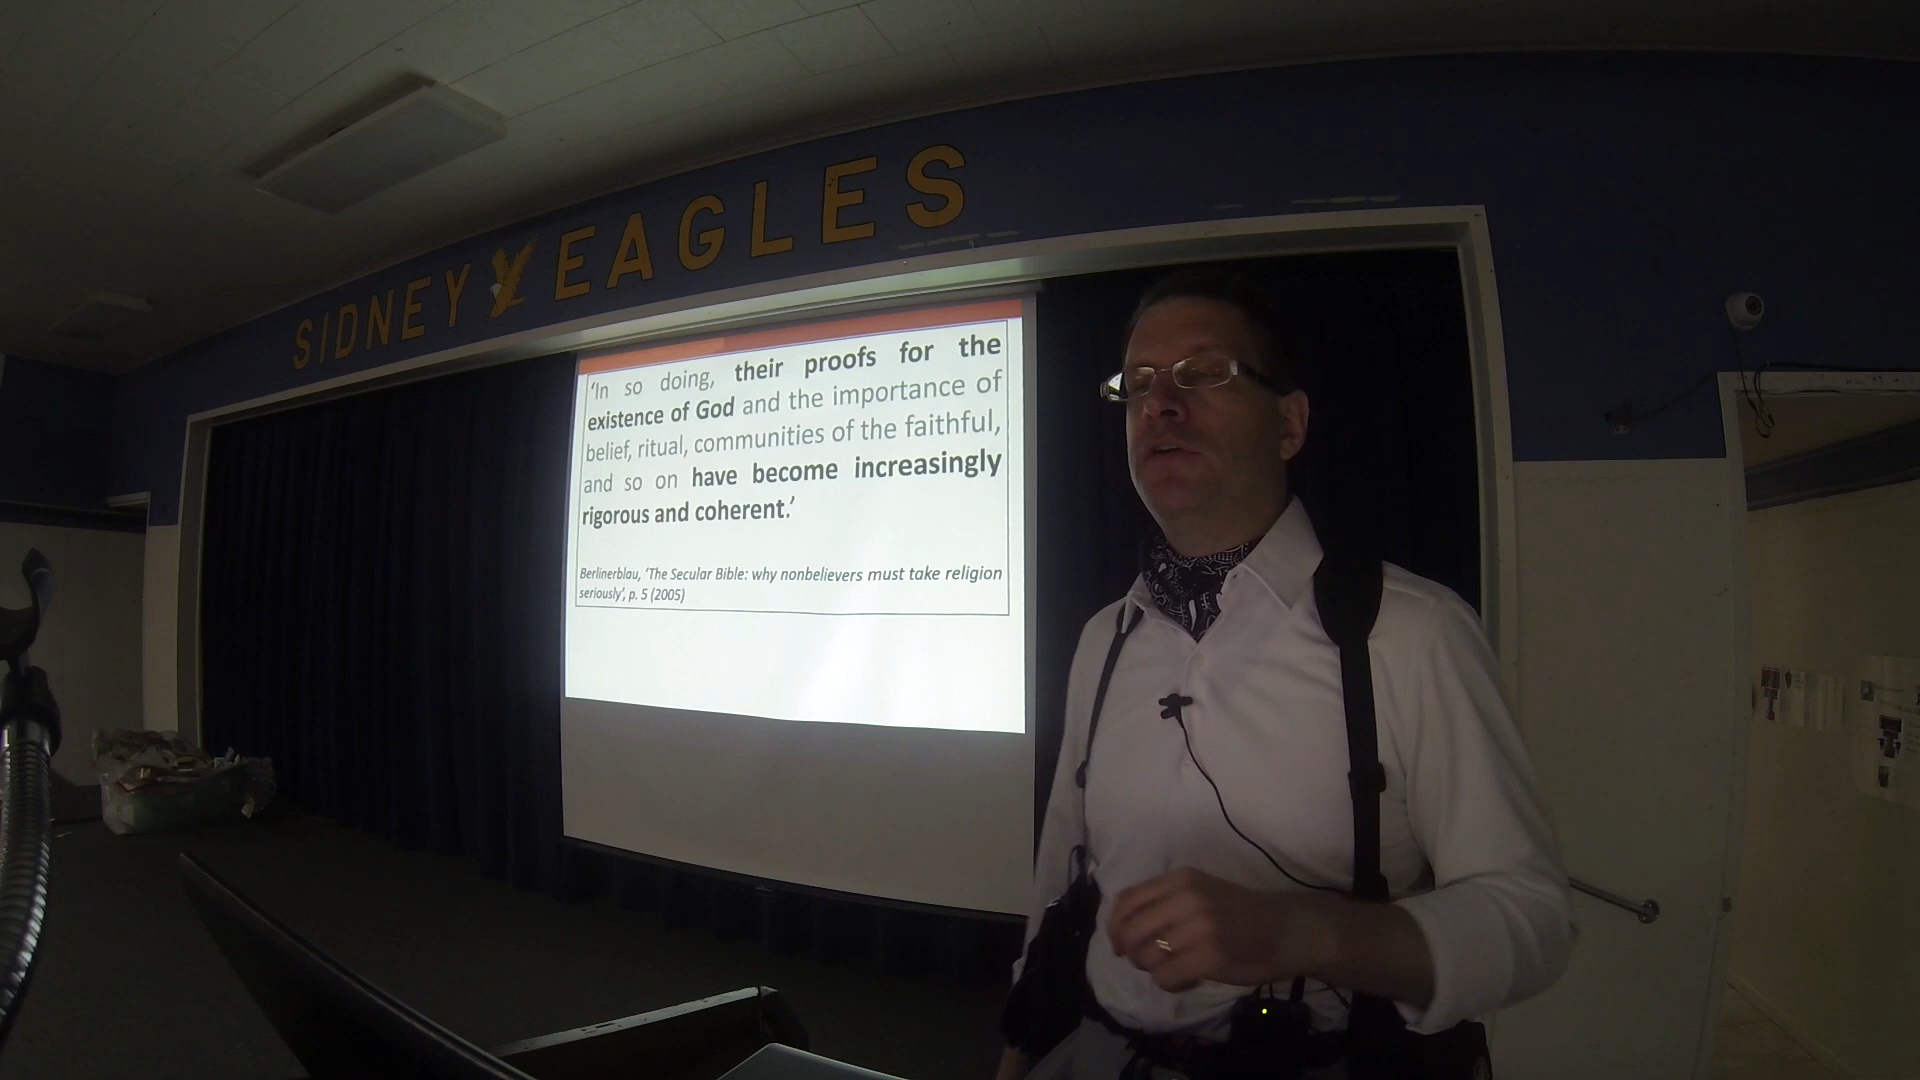 SIDNEY EAGLES
‘In so doing, their proofs for the
existence of God and the importance of
belief, ritual, communities of the faithful,
and so on have become increasingly
rigorous and coherent.’
Berlinerblau, ‘The Secular Bible: why nonbelievers must take religion
seriously’, p. 5 (2005)